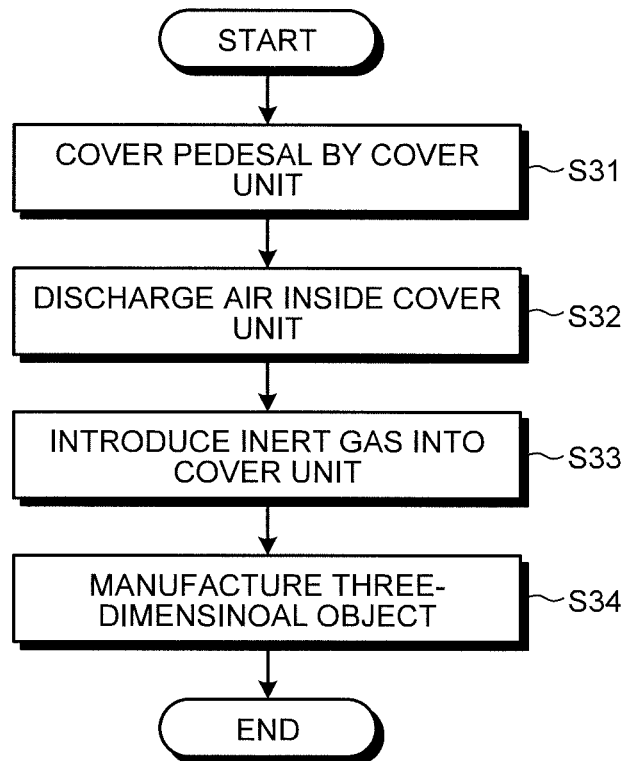 START
COVER PEDESAL BY COVER
UNIT
S31
DISCHARGE AIR INSIDE COVER
UNIT
S32
INTRODUCE INERT GAS INTO
COVER UNIT
S33
MANUFACTURE THREE-
DIMENSINOAL OBJECT
S34
END